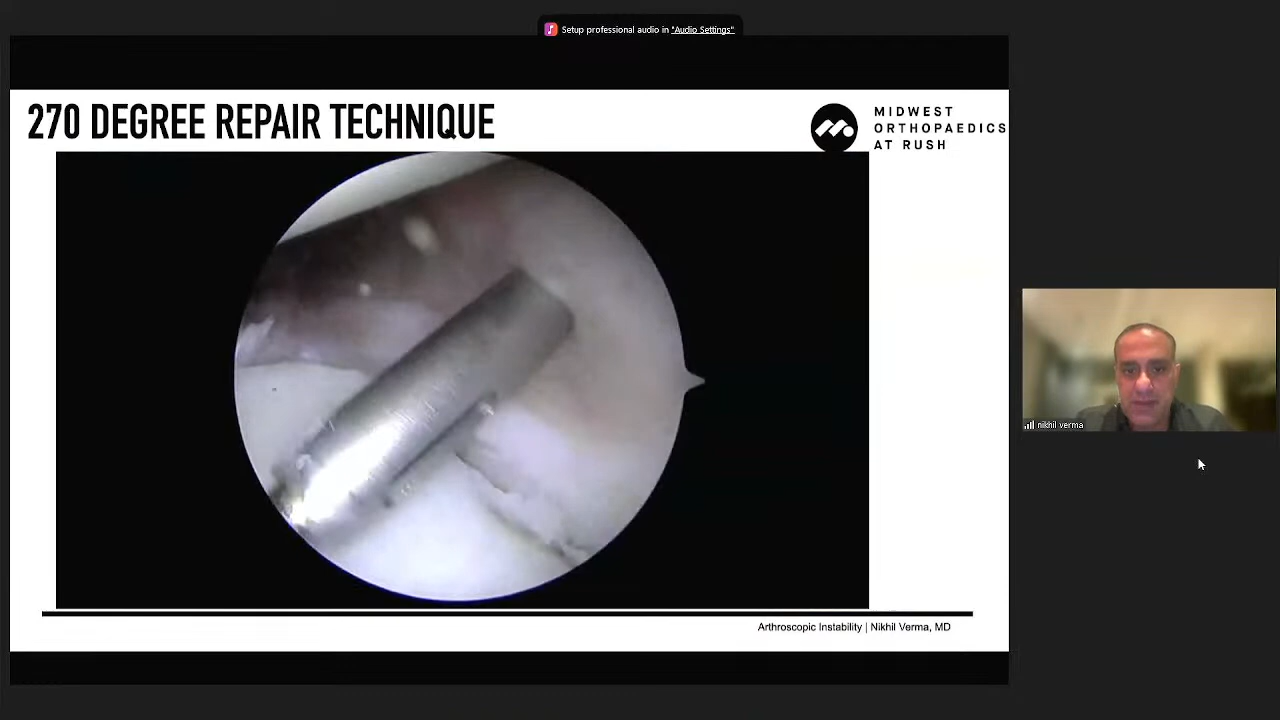 Setup professional audio in "Audio Settings"
270 DEGREE REPAIR TECHNIQUE
MIDWEST
ORTHOPAEDICS
AT RUSH
nikhil verma
Arthroscopic Instability | Nikhil Verma, MD